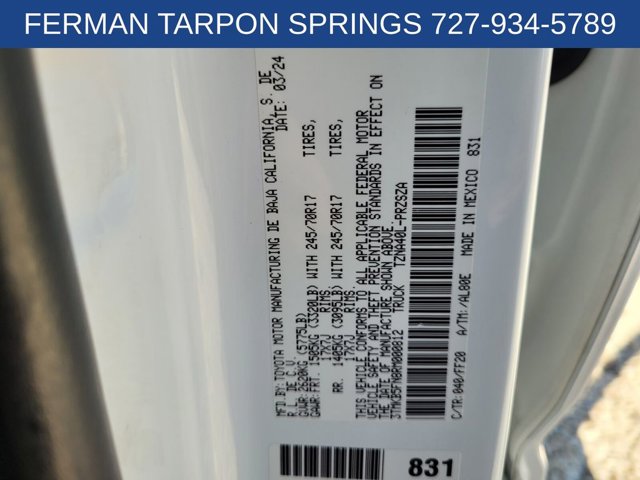 FERMAN TARPON SPRINGS 727-934-5789
MFD.BY:TOYOTA MOTOR MANUFACTURING DE BAJA CALIFORNIA, S. DE
R.L. DE C.V. DATE: 03/24
GVWR: 2620KG (5775LB)
GAWR: FRT. 1505KG (3320LB) WITH 245/70R17 TIRES,
17X7J RIMS.
RR. 1405KG (3095LB) WITH 245/70R17 TIRES,
17X7J RIMS.
THIS VEHICLE CONFORMS TO ALL APPLICABLE FEDERAL MOTOR
VEHICLE SAFETY AND THEFT PREVENTION STANDARDS IN EFFECT ON
THE DATE OF MANUFACTURE SHOWN ABOVE.
3TMKB5FN0RM000812 TRUCK TZNA40L-PRZSZA
C/TR: 040/FF20 A/TM: /AL80E MADE IN MEXICO 831
831